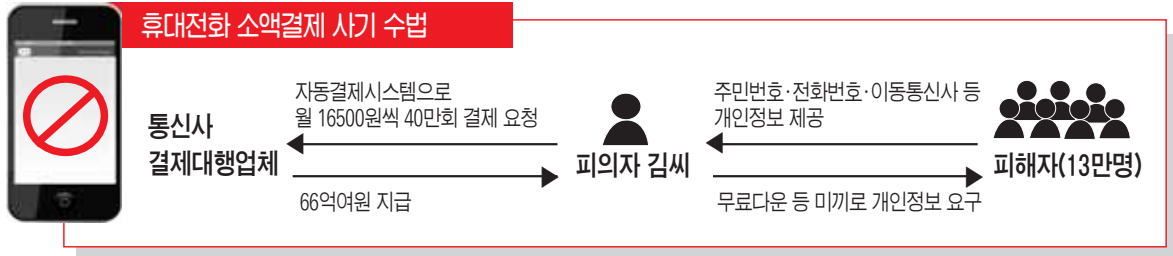 휴대전화 소액결제 사기 수법
자동결제시스템으로
월 16500원씩 40만회 결제 요청
주민번호·전화번호·이동통신사 등
개인정보 제공
통신사
결제대행업체
피의자 김씨
피해자(13만명)
66억여원 지급
무료다운 등 미끼로 개인정보 요구